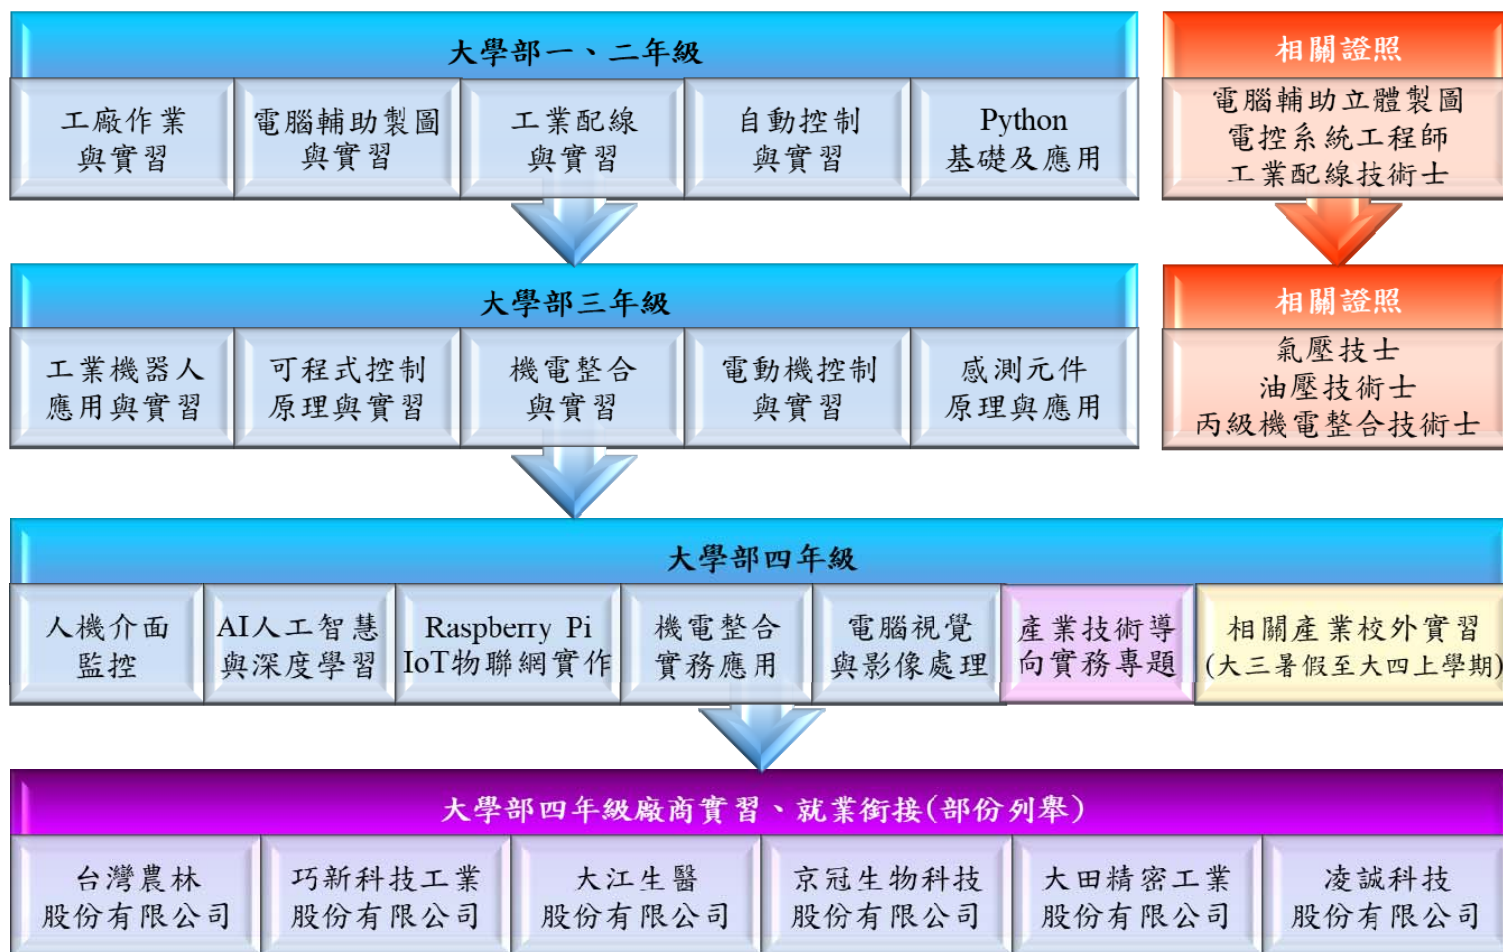 大學部一、二年級
工廠作業
與實習
電腦輔助製圖
與實習
工業配線
與實習
自動控制
與實習
Python
基礎及應用
相關證照
電腦輔助立體製圖
電控系統工程師
工業配線技術士
大學部三年級
工業機器人
應用與實習
可程式控制
原理與實習
機電整合
與實習
電動機控制
與實習
感測元件
原理與應用
相關證照
氣壓技士
油壓技術士
丙級機電整合技術士
大學部四年級
人機介面
監控
AI人工智慧
與深度學習
Raspberry Pi
IoT物聯網實作
機電整合
實務應用
電腦視覺
與影像處理
產業技術導
向實務專題
相關產業校外實習
(大三暑假至大四上學期)
大學部四年級廠商實習、就業銜接(部份列舉)
台灣農林
股份有限公司
巧新科技工業
股份有限公司
大江生醫
股份有限公司
京冠生物科技
股份有限公司
大田精密工業
股份有限公司
凌誠科技
股份有限公司